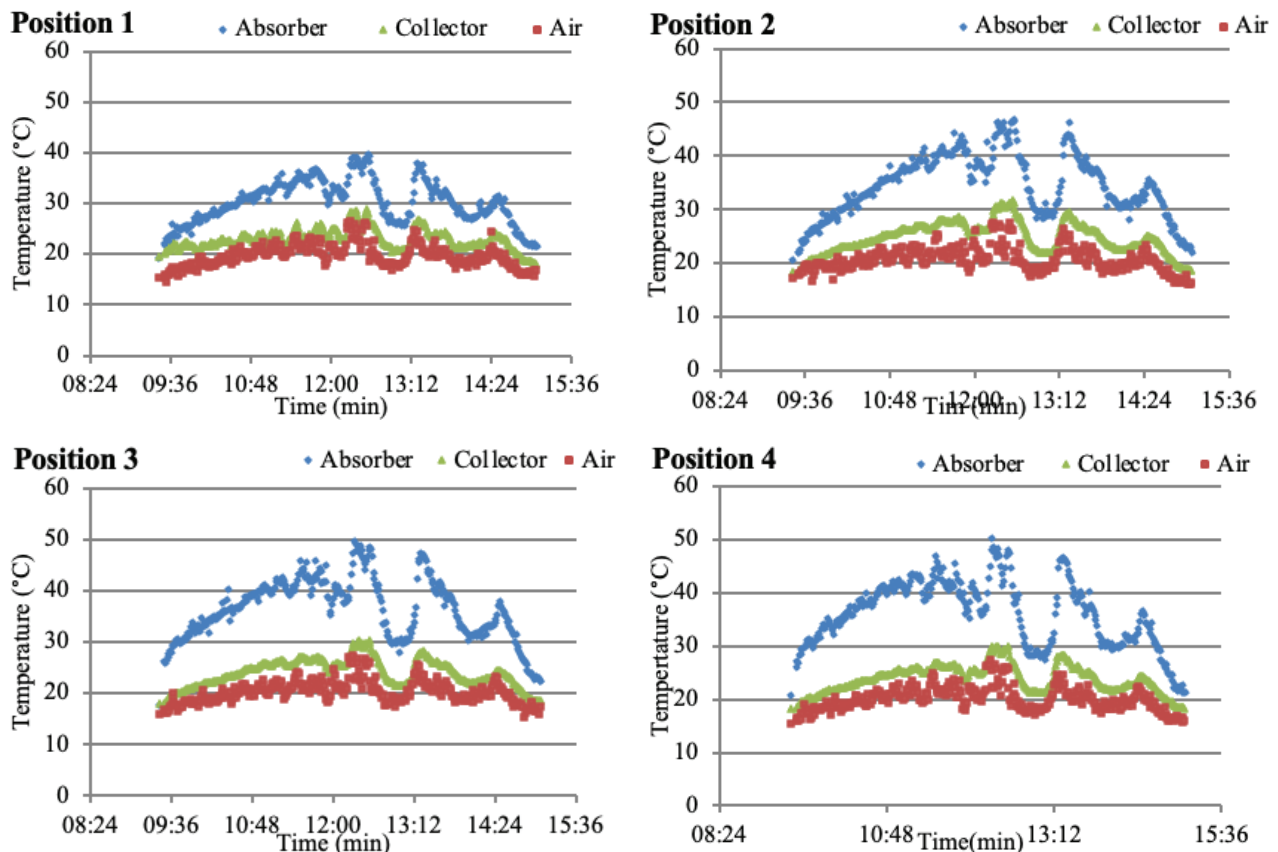 Position 1
Absorber Collector Air
Temperature (°C)
60
50
40
30
20
10
0
08:24 09:36 10:48 12:00 13:12 14:24 15:36
Time (min)
Position 2
Absorber Collector Air
Temperature (°C)
60
50
40
30
20
10
0
08:24 09:36 10:48 12:00 13:12 14:24 15:36
Tim (min)
Position 3
Absorber Collector Air
Temperature (°C)
60
50
40
30
20
10
0
08:24 09:36 10:48 12:00 13:12 14:24 15:36
Time (min)
Position 4
Absorber Collector Air
Tempertature (°C)
60
50
40
30
20
10
0
08:24 10:48 13:12 15:36
Time(min)